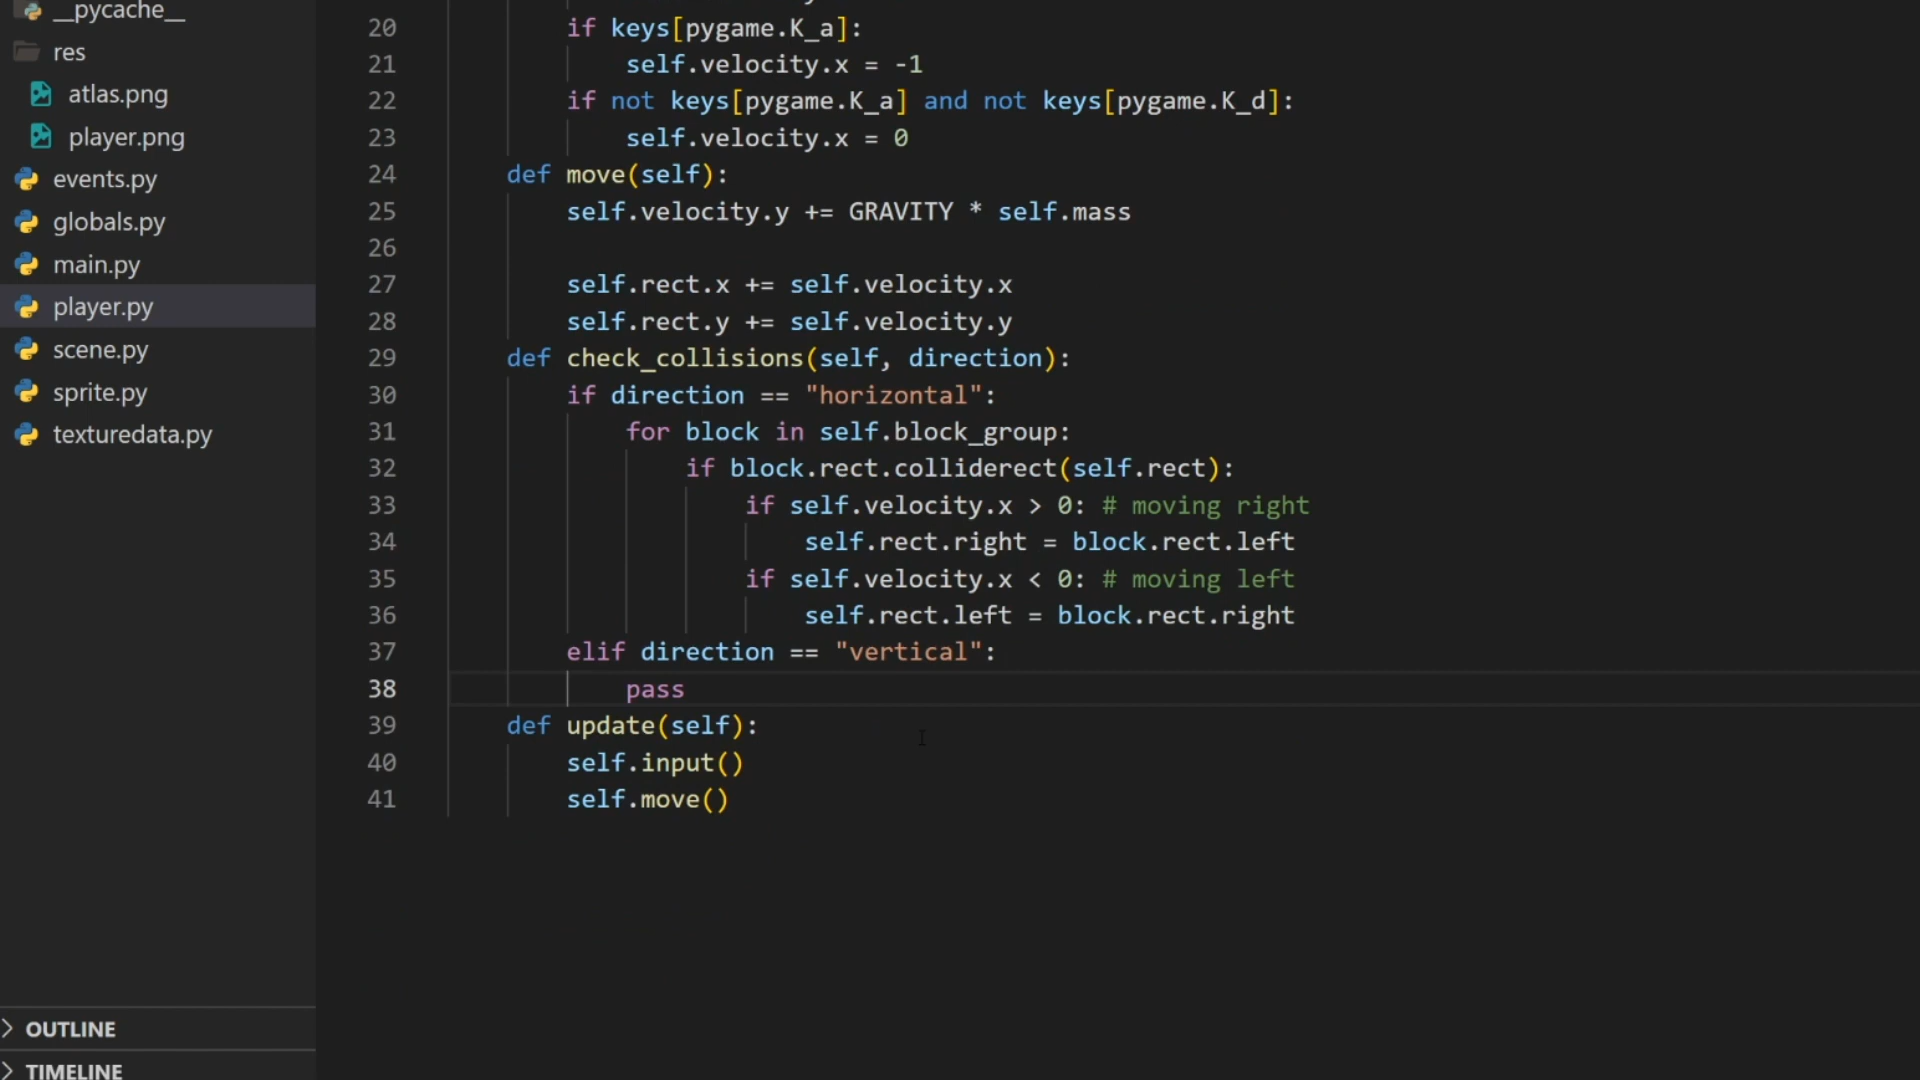 __pycache__
res
atlas.png
player.png
events.py
globals.py
main.py
player.py
scene.py
sprite.py
texturedata.py
OUTLINE
TIMELINE
20 if keys[pygame.K_a]:
21 self.velocity.x = -1
22 if not keys[pygame.K_a] and not keys[pygame.K_d]:
23 self.velocity.x = 0
24 def move(self):
25 self.velocity.y += GRAVITY * self.mass
26
27 self.rect.x += self.velocity.x
28 self.rect.y += self.velocity.y
29 def check_collisions(self, direction):
30 if direction == "horizontal":
31 for block in self.block_group:
32 if block.rect.colliderect(self.rect):
33 if self.velocity.x > 0: # moving right
34 self.rect.right = block.rect.left
35 if self.velocity.x < 0: # moving left
36 self.rect.left = block.rect.right
37 elif direction == "vertical":
38 pass
39 def update(self):
40 self.input()
41 self.move()